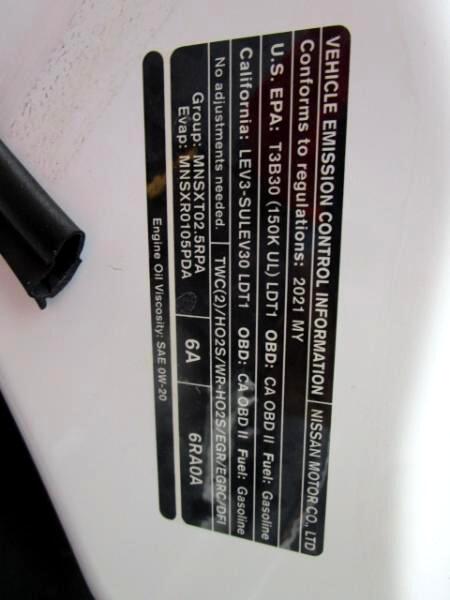 VEHICLE EMISSION CONTROL INFORMATION NISSAN MOTOR CO., LTD
Conforms to regulations: 2021 MY
U.S. EPA: T3B30 (150K UL) LDT1 OBD: CA OBD II Fuel: Gasoline
California: LEV3-SULEV30 LDT1 OBD: CA OBD II Fuel: Gasoline
No adjustments needed. TWC(2)/HO2S/WR-HO2S/EGR/EGRC/DFI
Group: MNSXT02.5RPA 6A 6RA0A
Evap: MNSXR0105PDA
Engine Oil Viscosity: SAE 0W-20